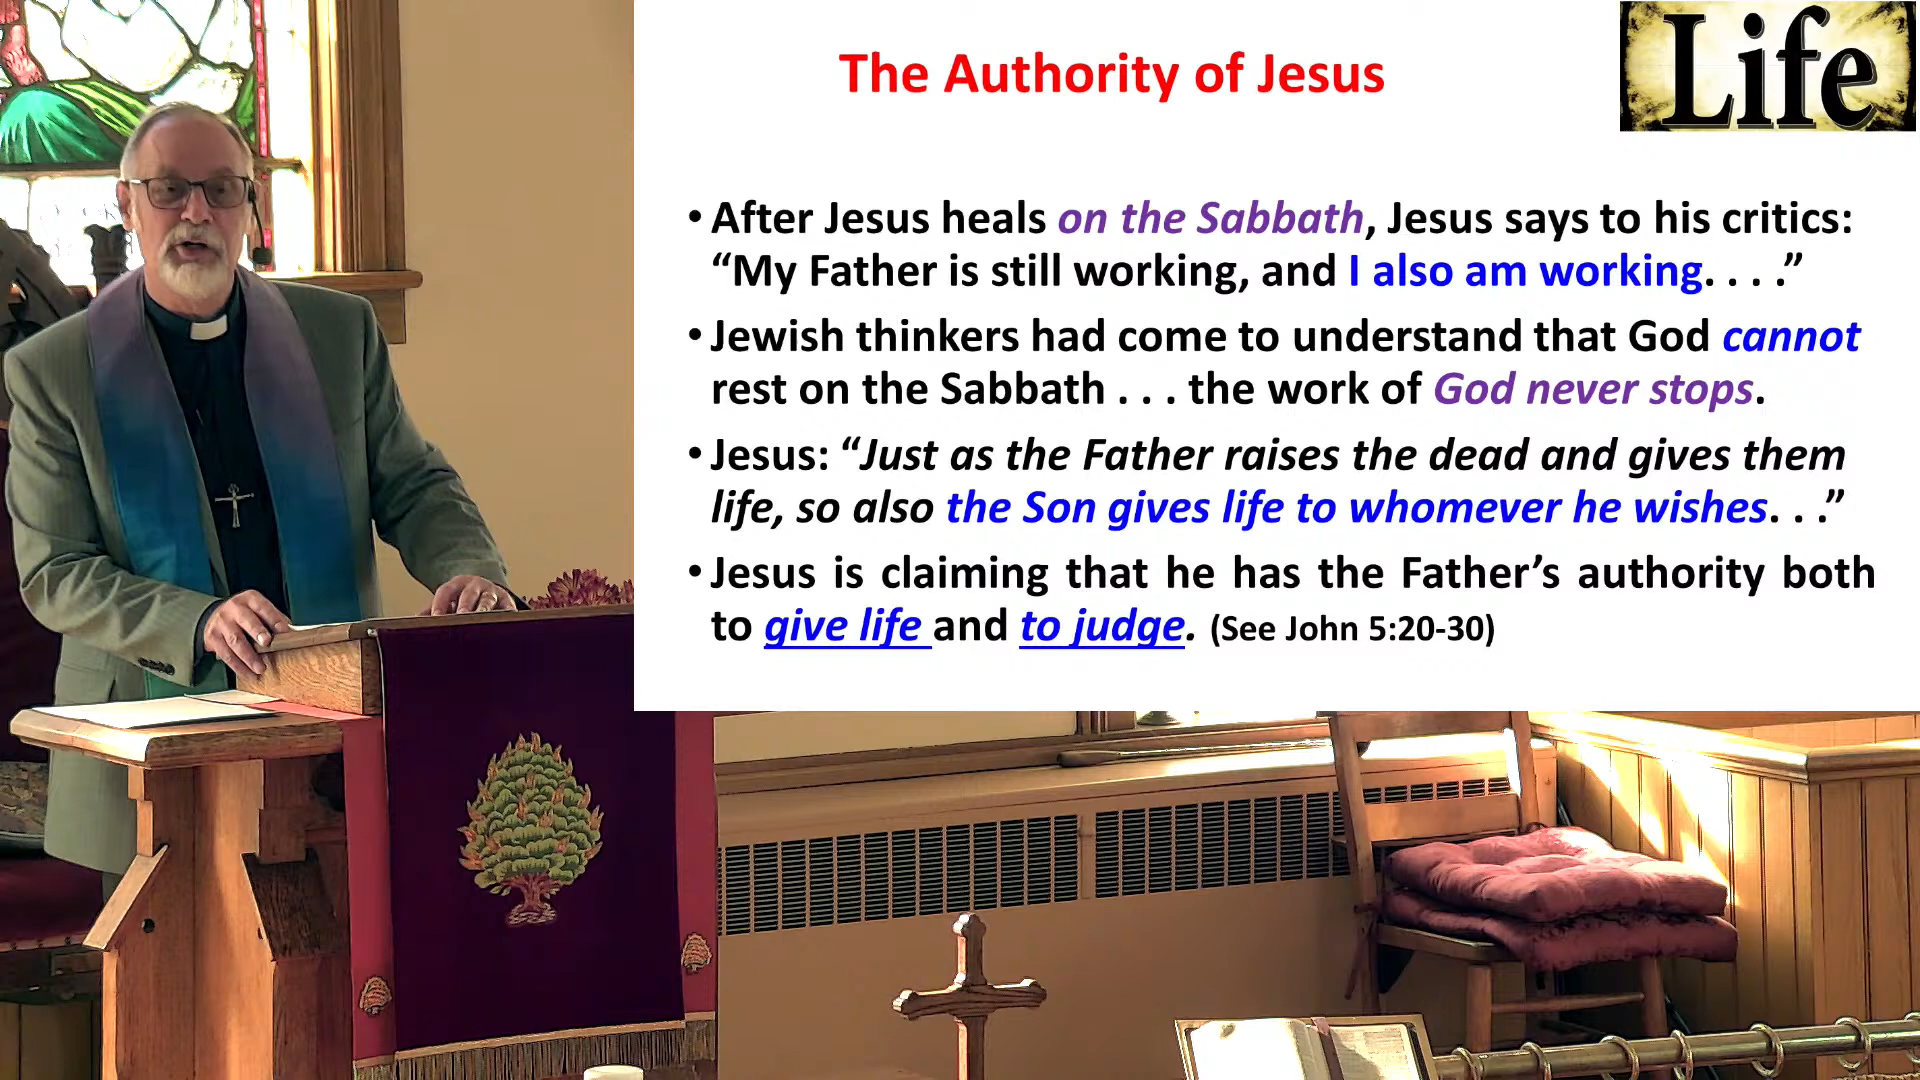 The Authority of Jesus
Life
• After Jesus heals on the Sabbath, Jesus says to his critics:
“My Father is still working, and I also am working. . . .”
• Jewish thinkers had come to understand that God cannot
rest on the Sabbath . . . the work of God never stops.
• Jesus: “Just as the Father raises the dead and gives them
life, so also the Son gives life to whomever he wishes. . .”
• Jesus is claiming that he has the Father’s authority both
to give life and to judge. (See John 5:20-30)